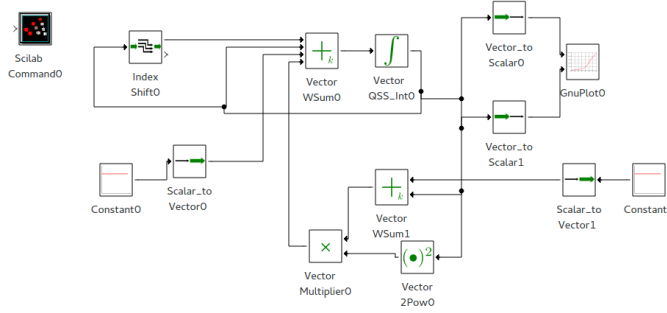 Scilab
Command0
Index
Shift0
+k
Vector
WSum0
∫
Vector
QSS_Int0
Vector_to
Scalar0
GnuPlot0
Vector_to
Scalar1
Constant0
Scalar_to
Vector0
+k
Vector
WSum1
Scalar_to
Vector1
Constant
×
Vector
Multiplier0
(•)²
Vector
2Pow0